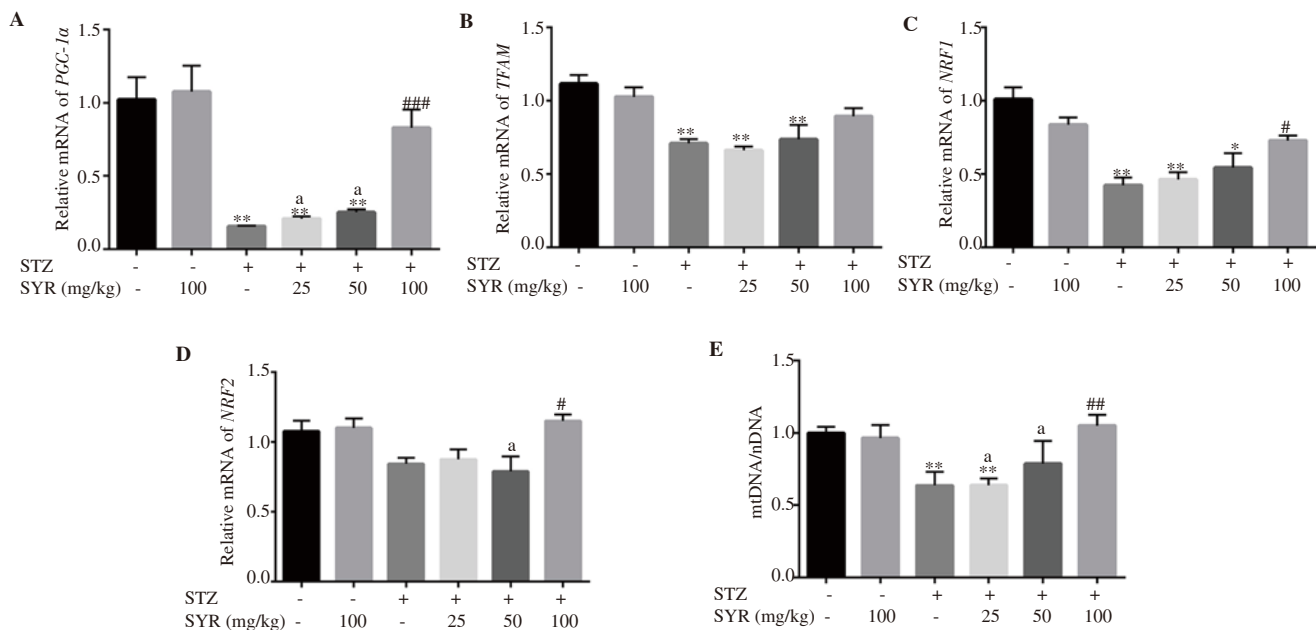 A
Relative mRNA of PGC-1α
1.5
1.0
0.5
0.0
**
a
**
a
**
###
STZ - - + + + +
SYR (mg/kg) - 100 - 25 50 100
B
Relative mRNA of TFAM
1.5
1.0
0.5
0.0
**
**
**
STZ - - + + + +
SYR (mg/kg) - 100 - 25 50 100
C
Relative mRNA of NRF1
1.5
1.0
0.5
0.0
**
**
*
#
STZ - - + + + +
SYR (mg/kg) - 100 - 25 50 100
D
Relative mRNA of NRF2
1.5
1.0
0.5
0.0
a
#
STZ - - + + + +
SYR (mg/kg) - 100 - 25 50 100
E
mtDNA/nDNA
1.5
1.0
0.5
0.0
**
a
**
a
##
STZ - - + + + +
SYR (mg/kg) - 100 - 25 50 100